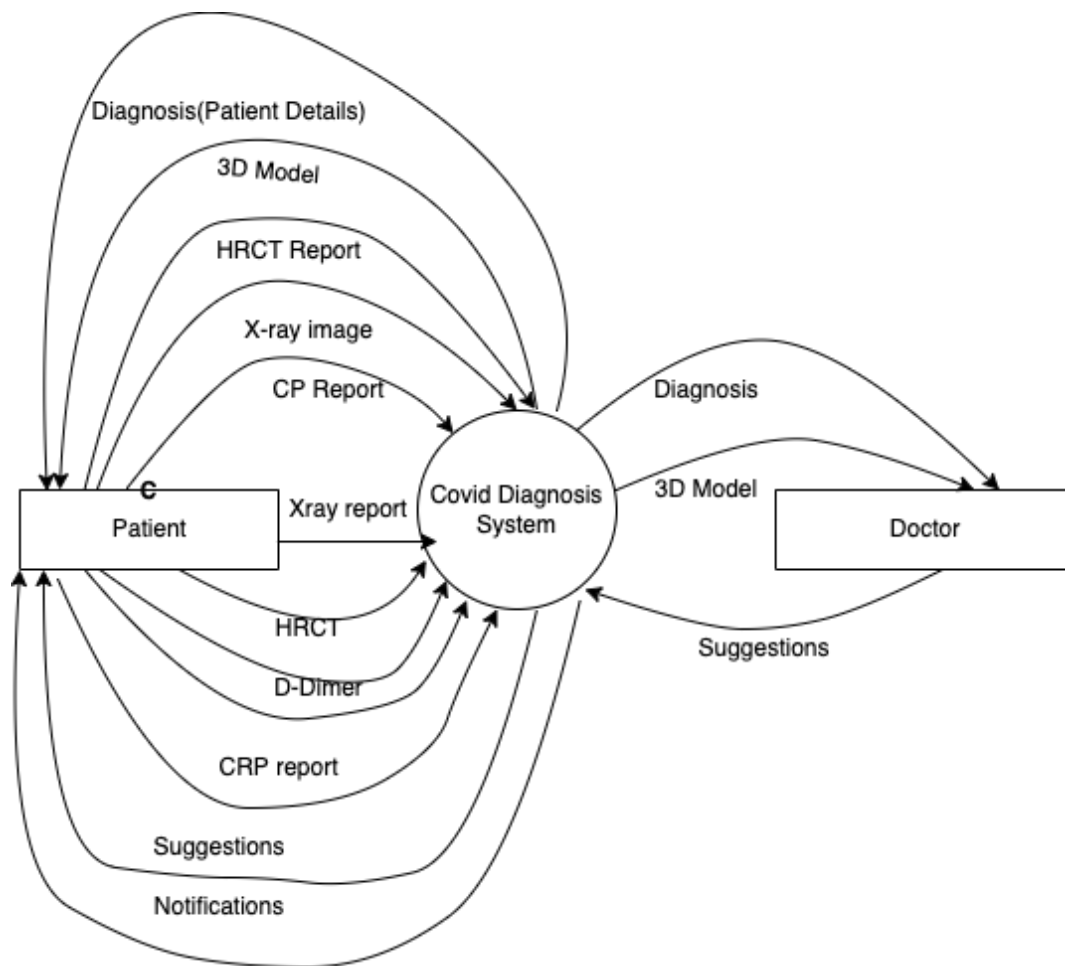 Diagnosis(Patient Details)
3D Model
HRCT Report
X-ray image
CP Report
Diagnosis
3D Model
C
Patient
Xray report
Covid Diagnosis
System
Doctor
HRCT
Suggestions
D-Dimer
CRP report
Suggestions
Notifications